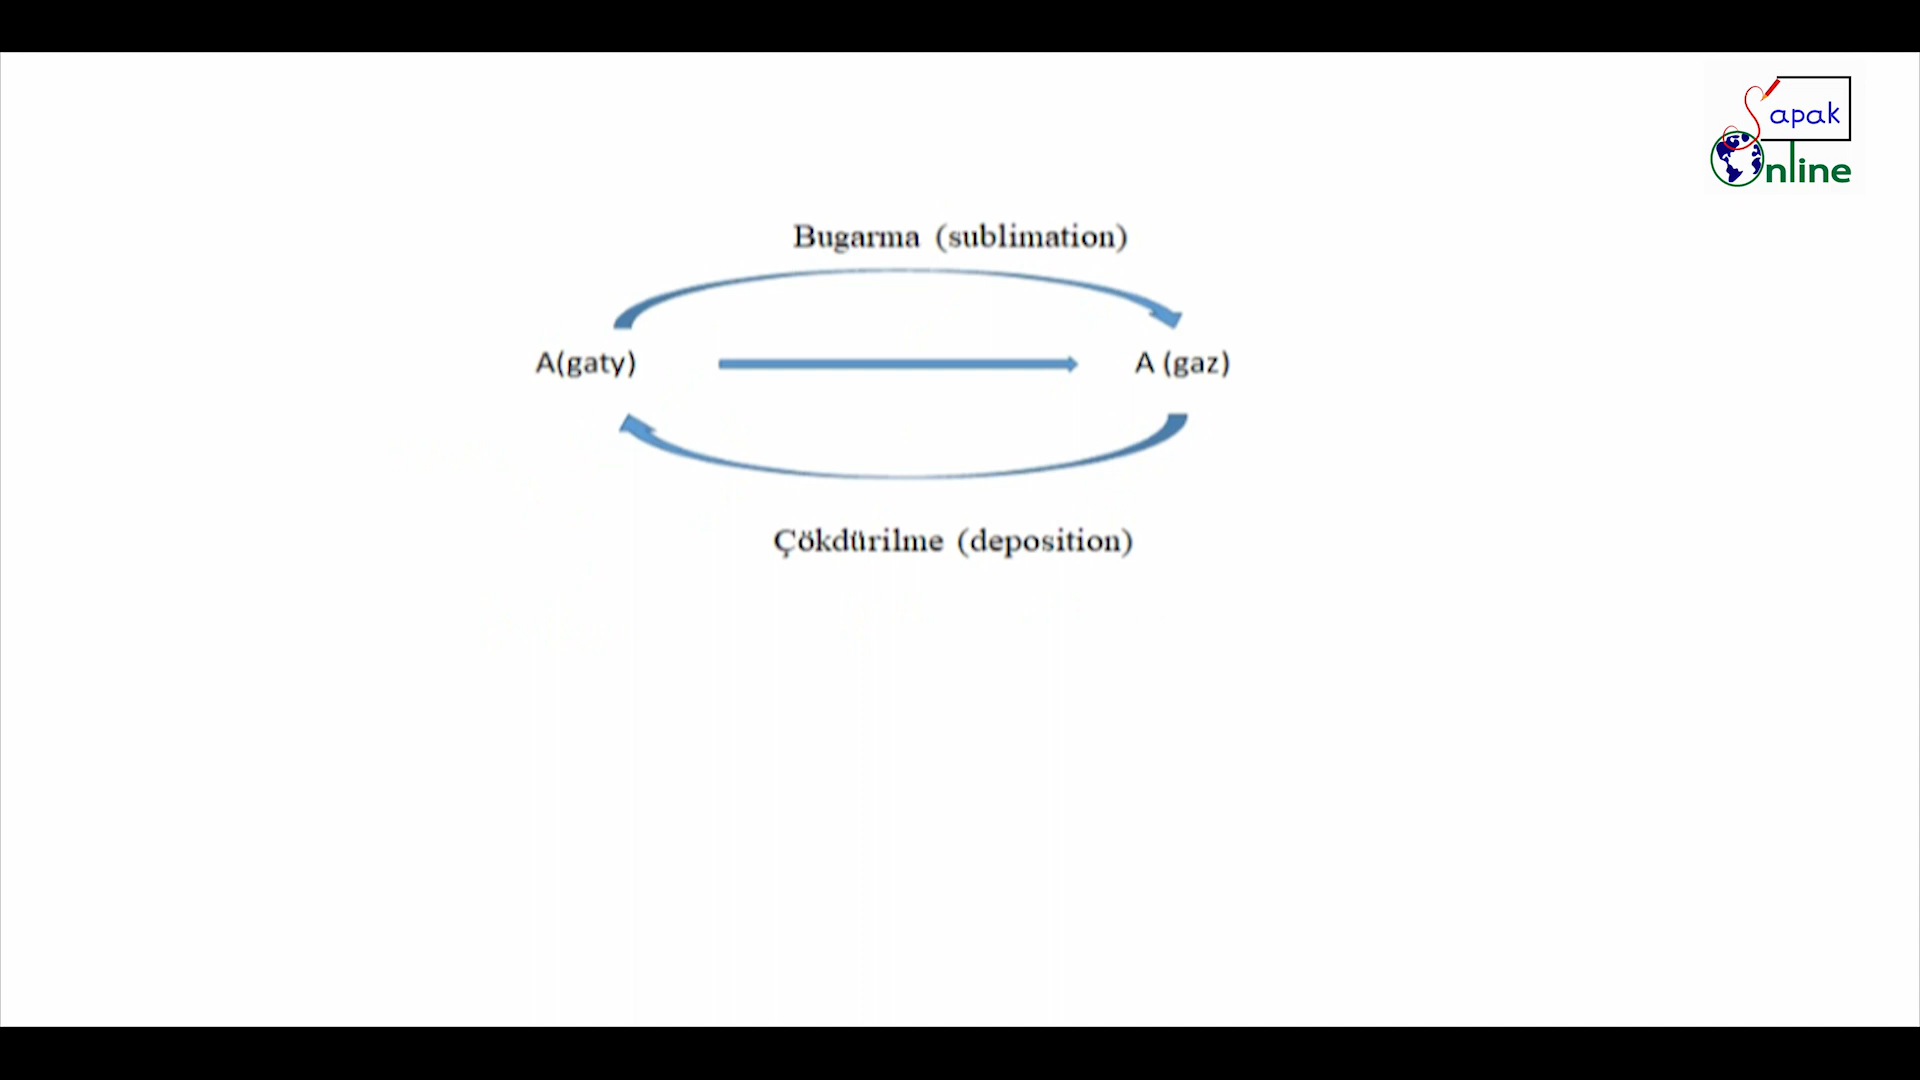 Sapak
Online
Bugarma (sublimation)
A(gaty) A (gaz)
Çökdürilme (deposition)